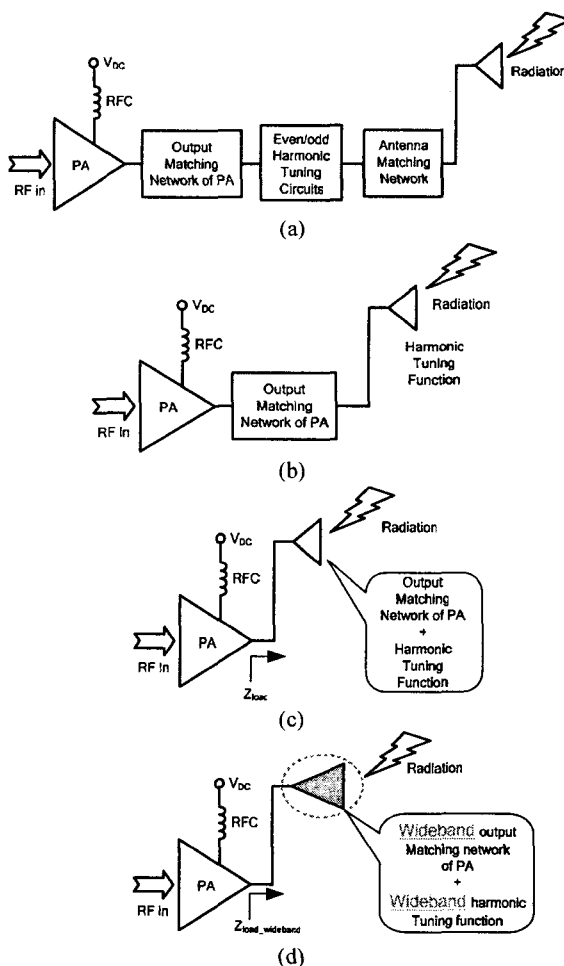 V_DC
RFC
PA
RF in
Output
Matching
Network of PA
Even/odd
Harmonic
Tuning
Circuits
Antenna
Matching
Network
Radiation
(a)
V_DC
RFC
PA
RF In
Output
Matching
Network of PA
Radiation
Harmonic
Tuning
Function
(b)
V_DC
RFC
PA
RF In
Z_load
Radiation
Output
Matching
Network of PA
+
Harmonic
Tuning
Function
(c)
V_DC
RFC
PA
RF In
Z_load_wideband
Radiation
Wideband output
Matching network
of PA
+
Wideband harmonic
Tuning function
(d)